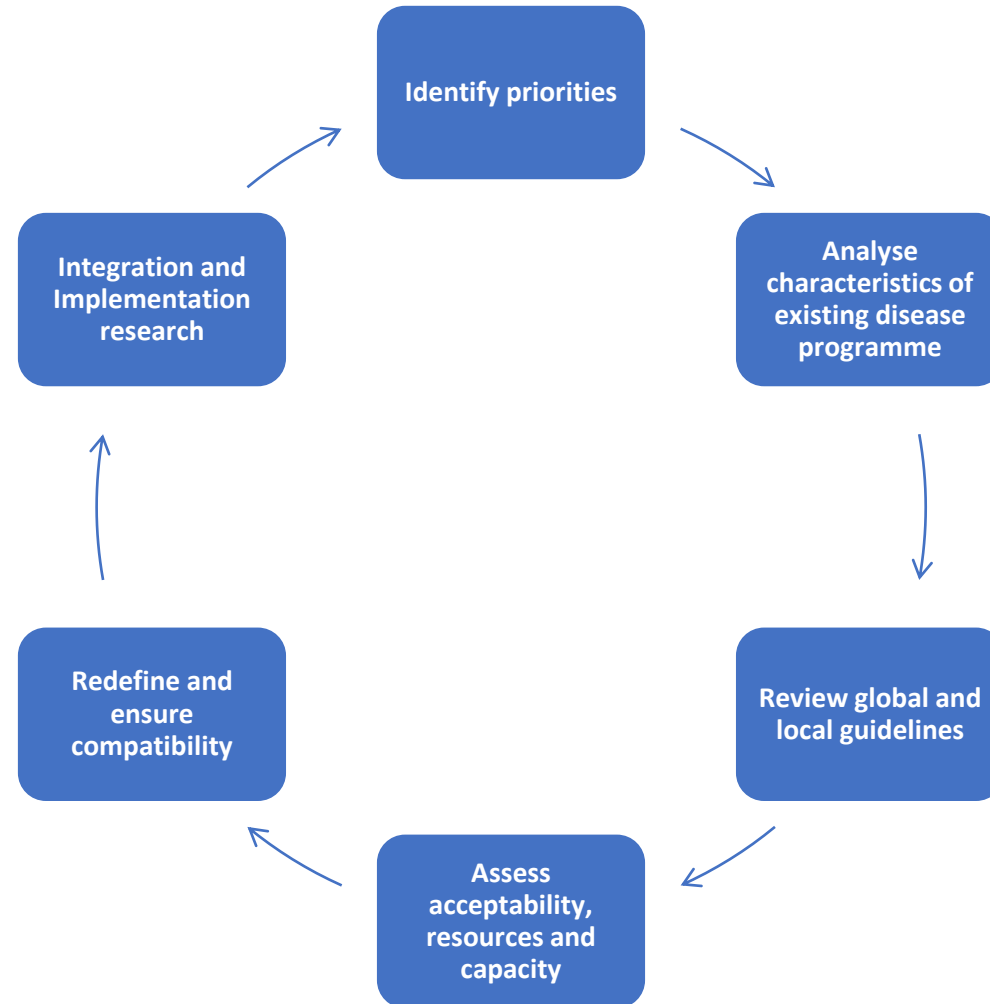 Identify priorities
Analyse
characteristics of
existing disease
programme
Review global and
local guidelines
Assess
acceptability,
resources and
capacity
Redefine and
ensure
compatibility
Integration and
Implementation
research